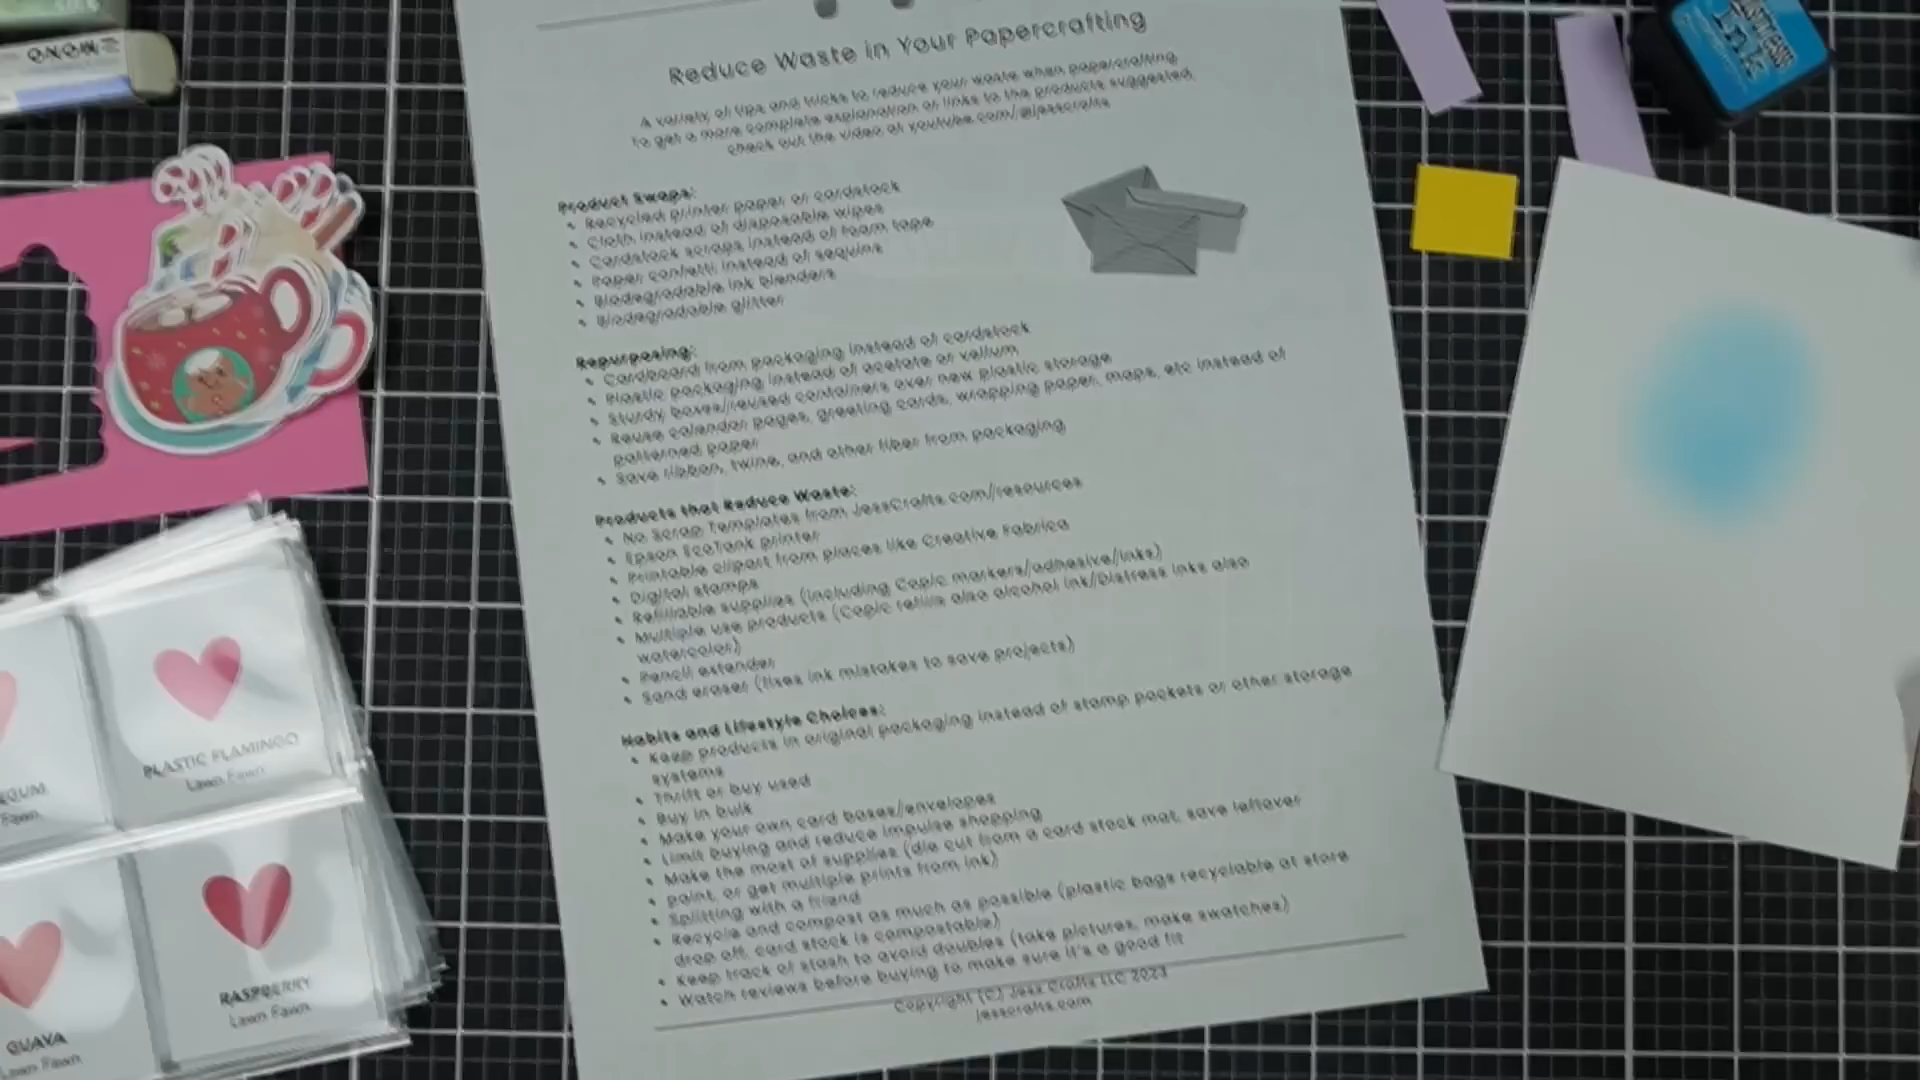 MONO
Distress
Ink
Reduce Waste in Your Papercrafting
A variety of tips and tricks to reduce your waste when papercrafting.
To get a more complete explanation or links to the products suggested,
check out the video at youtube.com/@jesscrafts
Product Swaps:
• Recycled printer paper or cardstock
• Cloth instead of disposable wipes
• Cardstock scraps instead of foam tape
• Paper confetti instead of sequins
• Biodegradable ink blenders
• Biodegradable glitter
Repurposing:
• Cardboard from packaging instead of cardstock
• Plastic packaging instead of acetate or vellum
• Sturdy boxes/reused containers over new plastic storage
• Reuse calendar pages, greeting cards, wrapping paper, maps, etc instead of
patterned paper
• Save ribbon, twine, and other fiber from packaging
Products that Reduce Waste:
• No Scrap Templates from JessCrafts.com/resources
• Epson EcoTank printer
• Printable clipart from places like Creative Fabrica
• Digital stamps
• Refillable supplies (including Copic markers/adhesive/inks)
• Multiple use products (Copic refills also alcohol ink/Distress inks also
watercolor)
• Pencil extender
• Sand eraser (fixes ink mistakes to save projects)
Habits and Lifestyle Choices:
• Keep products in original packaging instead of stamp pockets or other storage
systems
• Thrift or buy used
• Buy in bulk
• Make your own card bases/envelopes
• Limit buying and reduce impulse shopping
• Make the most of supplies (die cut from a card stock mat, save leftover
• paint, or get multiple prints from ink)
• Splitting with a friend
• Recycle and compost as much as possible (plastic bags recyclable at store
drop off, card stock is compostable)
• Keep track of stash to avoid doubles (take pictures, make swatches)
• Watch reviews before buying to make sure it's a good fit
Copyright (C) Jess Crafts LLC 2023
jesscrafts.com
PLASTIC FLAMINGO
Lawn Fawn
Fawn
RASPBERRY
Lawn Fawn
GUAVA
Lawn Fawn